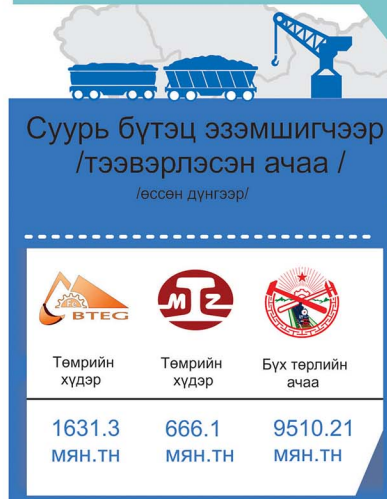 Суурь бүтэц эзэмшигчээр
/тээвэрлэсэн ачаа /
/өссөн дүнгээр/
BTEG
MTZ
Төмрийн
хүдэр
Төмрийн
хүдэр
Бүх төрлийн
ачаа
1631.3
мян.тн
666.1
мян.тн
9510.21
мян.тн